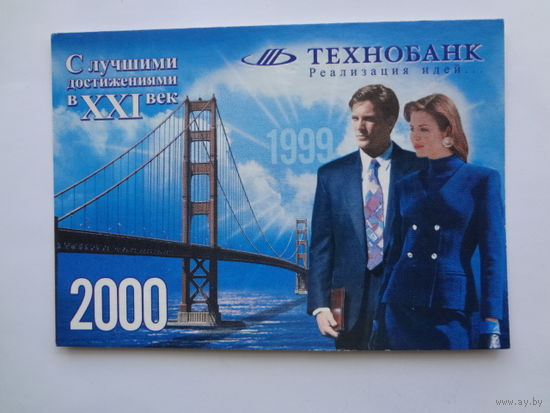 С лучшими
достижениями
в XXI век
ТЕХНОБАНК
Реализация идей...
1999
2000
www.ay.by